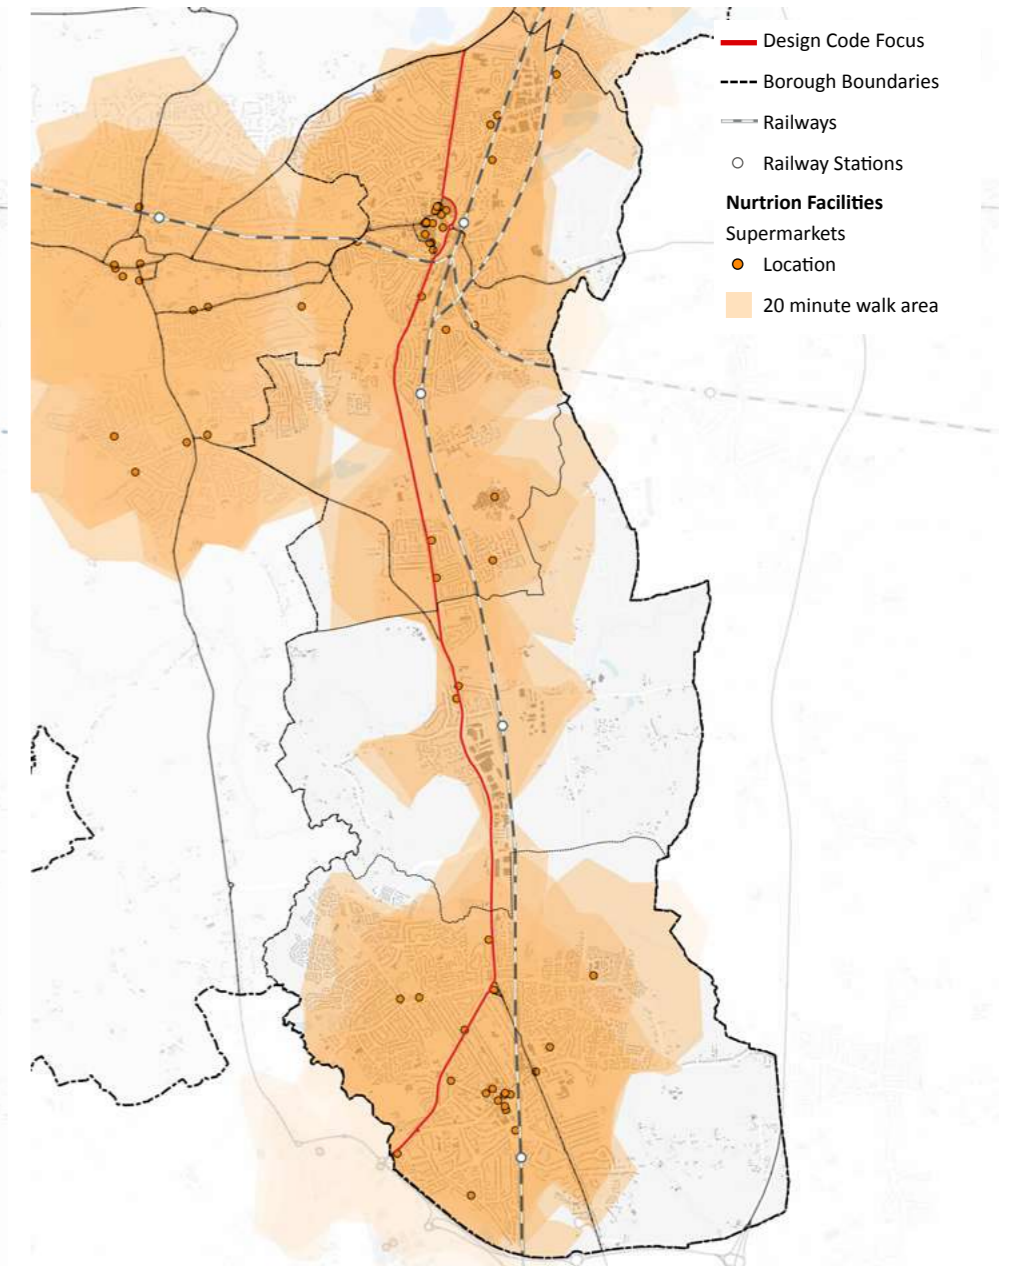 Design Code Focus
Borough Boundaries
Railways
Railway Stations
Nurtrion Facilities
Supermarkets
Location
20 minute walk area